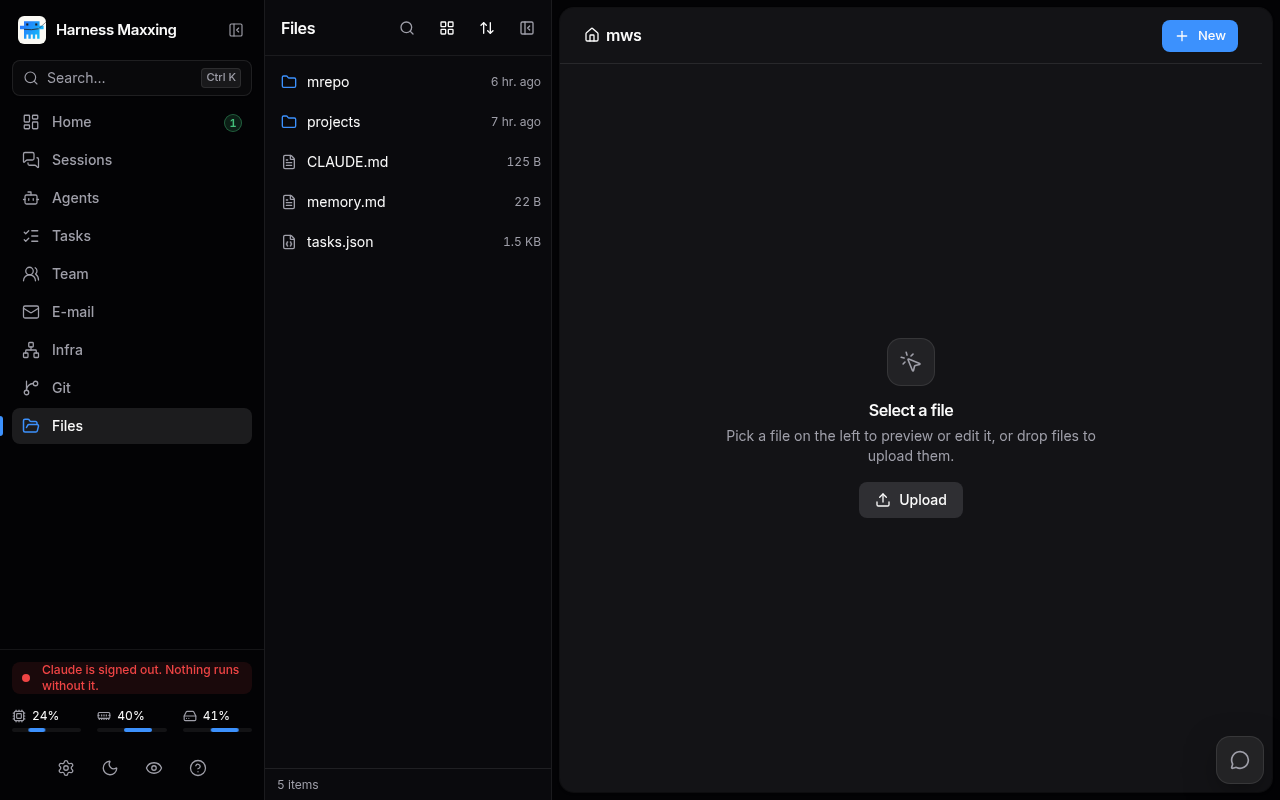 Harness Maxxing
Search...
Ctrl K
Home
1
Sessions
Agents
Tasks
Team
E-mail
Infra
Git
Files
Claude is signed out. Nothing runs
without it.
24%
40%
41%
Files
mrepo
6 hr. ago
projects
7 hr. ago
CLAUDE.md
125 B
memory.md
22 B
tasks.json
1.5 KB
5 items
mws
New
Select a file
Pick a file on the left to preview or edit it, or drop files to
upload them.
Upload